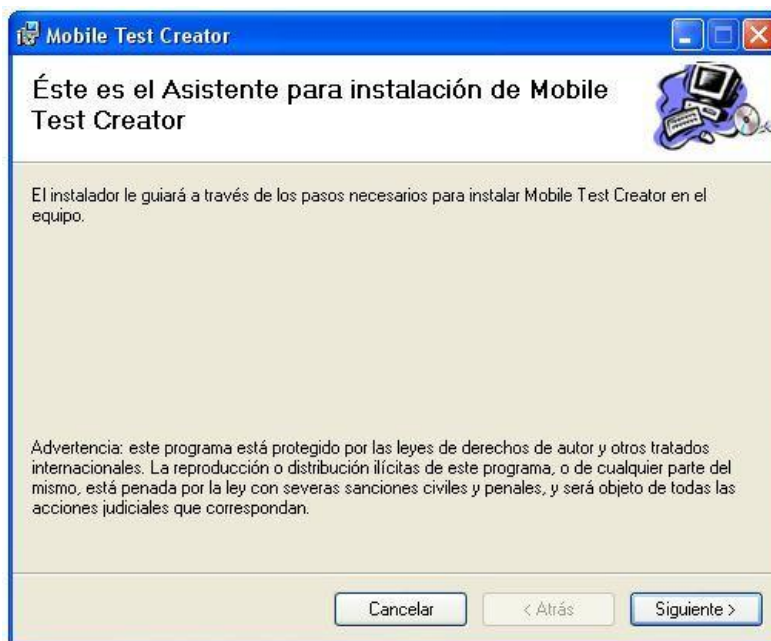 Mobile Test Creator
Éste es el Asistente para instalación de Mobile
Test Creator
El instalador le guiará a través de los pasos necesarios para instalar Mobile Test Creator en el
equipo.
Advertencia: este programa está protegido por las leyes de derechos de autor y otros tratados
internacionales. La reproducción o distribución ilícitas de este programa, o de cualquier parte del
mismo, está penada por la ley con severas sanciones civiles y penales, y será objeto de todas las
acciones judiciales que correspondan.
Cancelar
< Atrás
Siguiente >